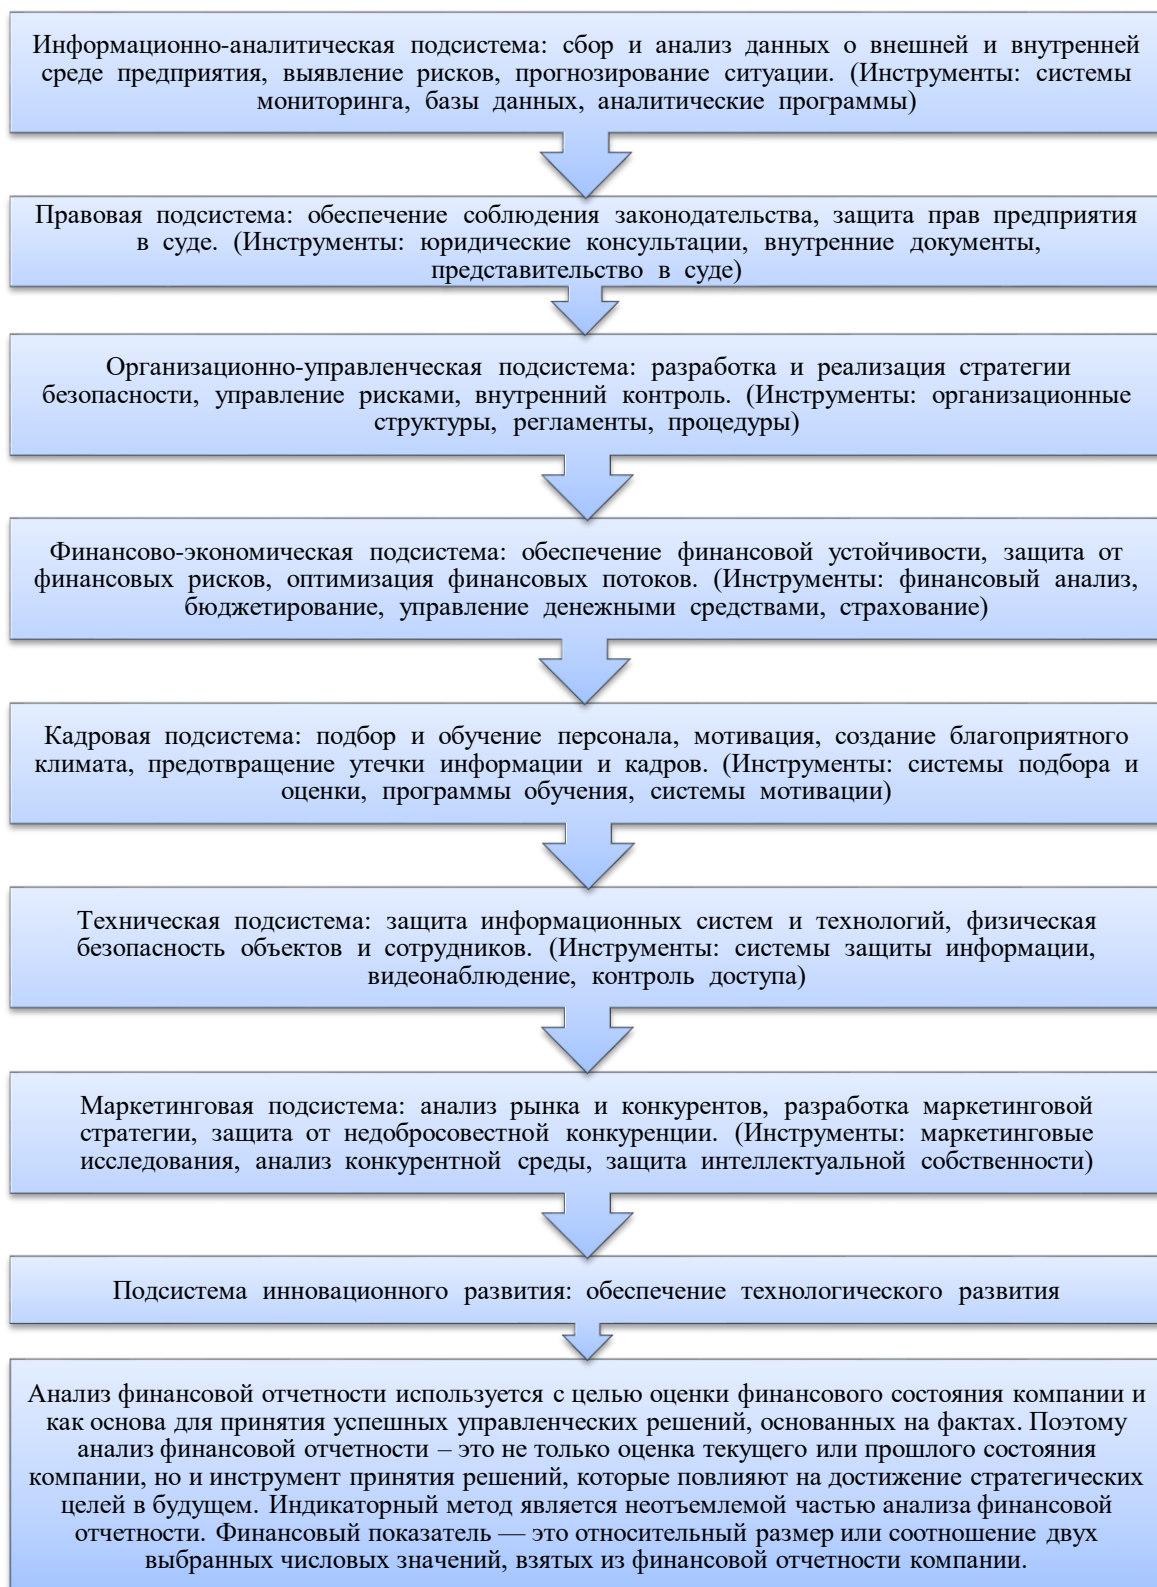 Информационно-аналитическая подсистема: сбор и анализ данных о внешней и внутренней
среде предприятия, выявление рисков, прогнозирование ситуации. (Инструменты: системы
мониторинга, базы данных, аналитические программы)
Правовая подсистема: обеспечение соблюдения законодательства, защита прав предприятия
в суде. (Инструменты: юридические консультации, внутренние документы,
представительство в суде)
Организационно-управленческая подсистема: разработка и реализация стратегии
безопасности, управление рисками, внутренний контроль. (Инструменты: организационные
структуры, регламенты, процедуры)
Финансово-экономическая подсистема: обеспечение финансовой устойчивости, защита от
финансовых рисков, оптимизация финансовых потоков. (Инструменты: финансовый анализ,
бюджетирование, управление денежными средствами, страхование)
Кадровая подсистема: подбор и обучение персонала, мотивация, создание благоприятного
климата, предотвращение утечки информации и кадров. (Инструменты: системы подбора и
оценки, программы обучения, системы мотивации)
Техническая подсистема: защита информационных систем и технологий, физическая
безопасность объектов и сотрудников. (Инструменты: системы защиты информации,
видеонаблюдение, контроль доступа)
Маркетинговая подсистема: анализ рынка и конкурентов, разработка маркетинговой
стратегии, защита от недобросовестной конкуренции. (Инструменты: маркетинговые
исследования, анализ конкурентной среды, защита интеллектуальной собственности)
Подсистема инновационного развития: обеспечение технологического развития
Анализ финансовой отчетности используется с целью оценки финансового состояния компании и
как основа для принятия успешных управленческих решений, основанных на фактах. Поэтому
анализ финансовой отчетности – это не только оценка текущего или прошлого состояния
компании, но и инструмент принятия решений, которые повлияют на достижение стратегических
целей в будущем. Индикаторный метод является неотъемлемой частью анализа финансовой
отчетности. Финансовый показатель — это относительный размер или соотношение двух
выбранных числовых значений, взятых из финансовой отчетности компании.